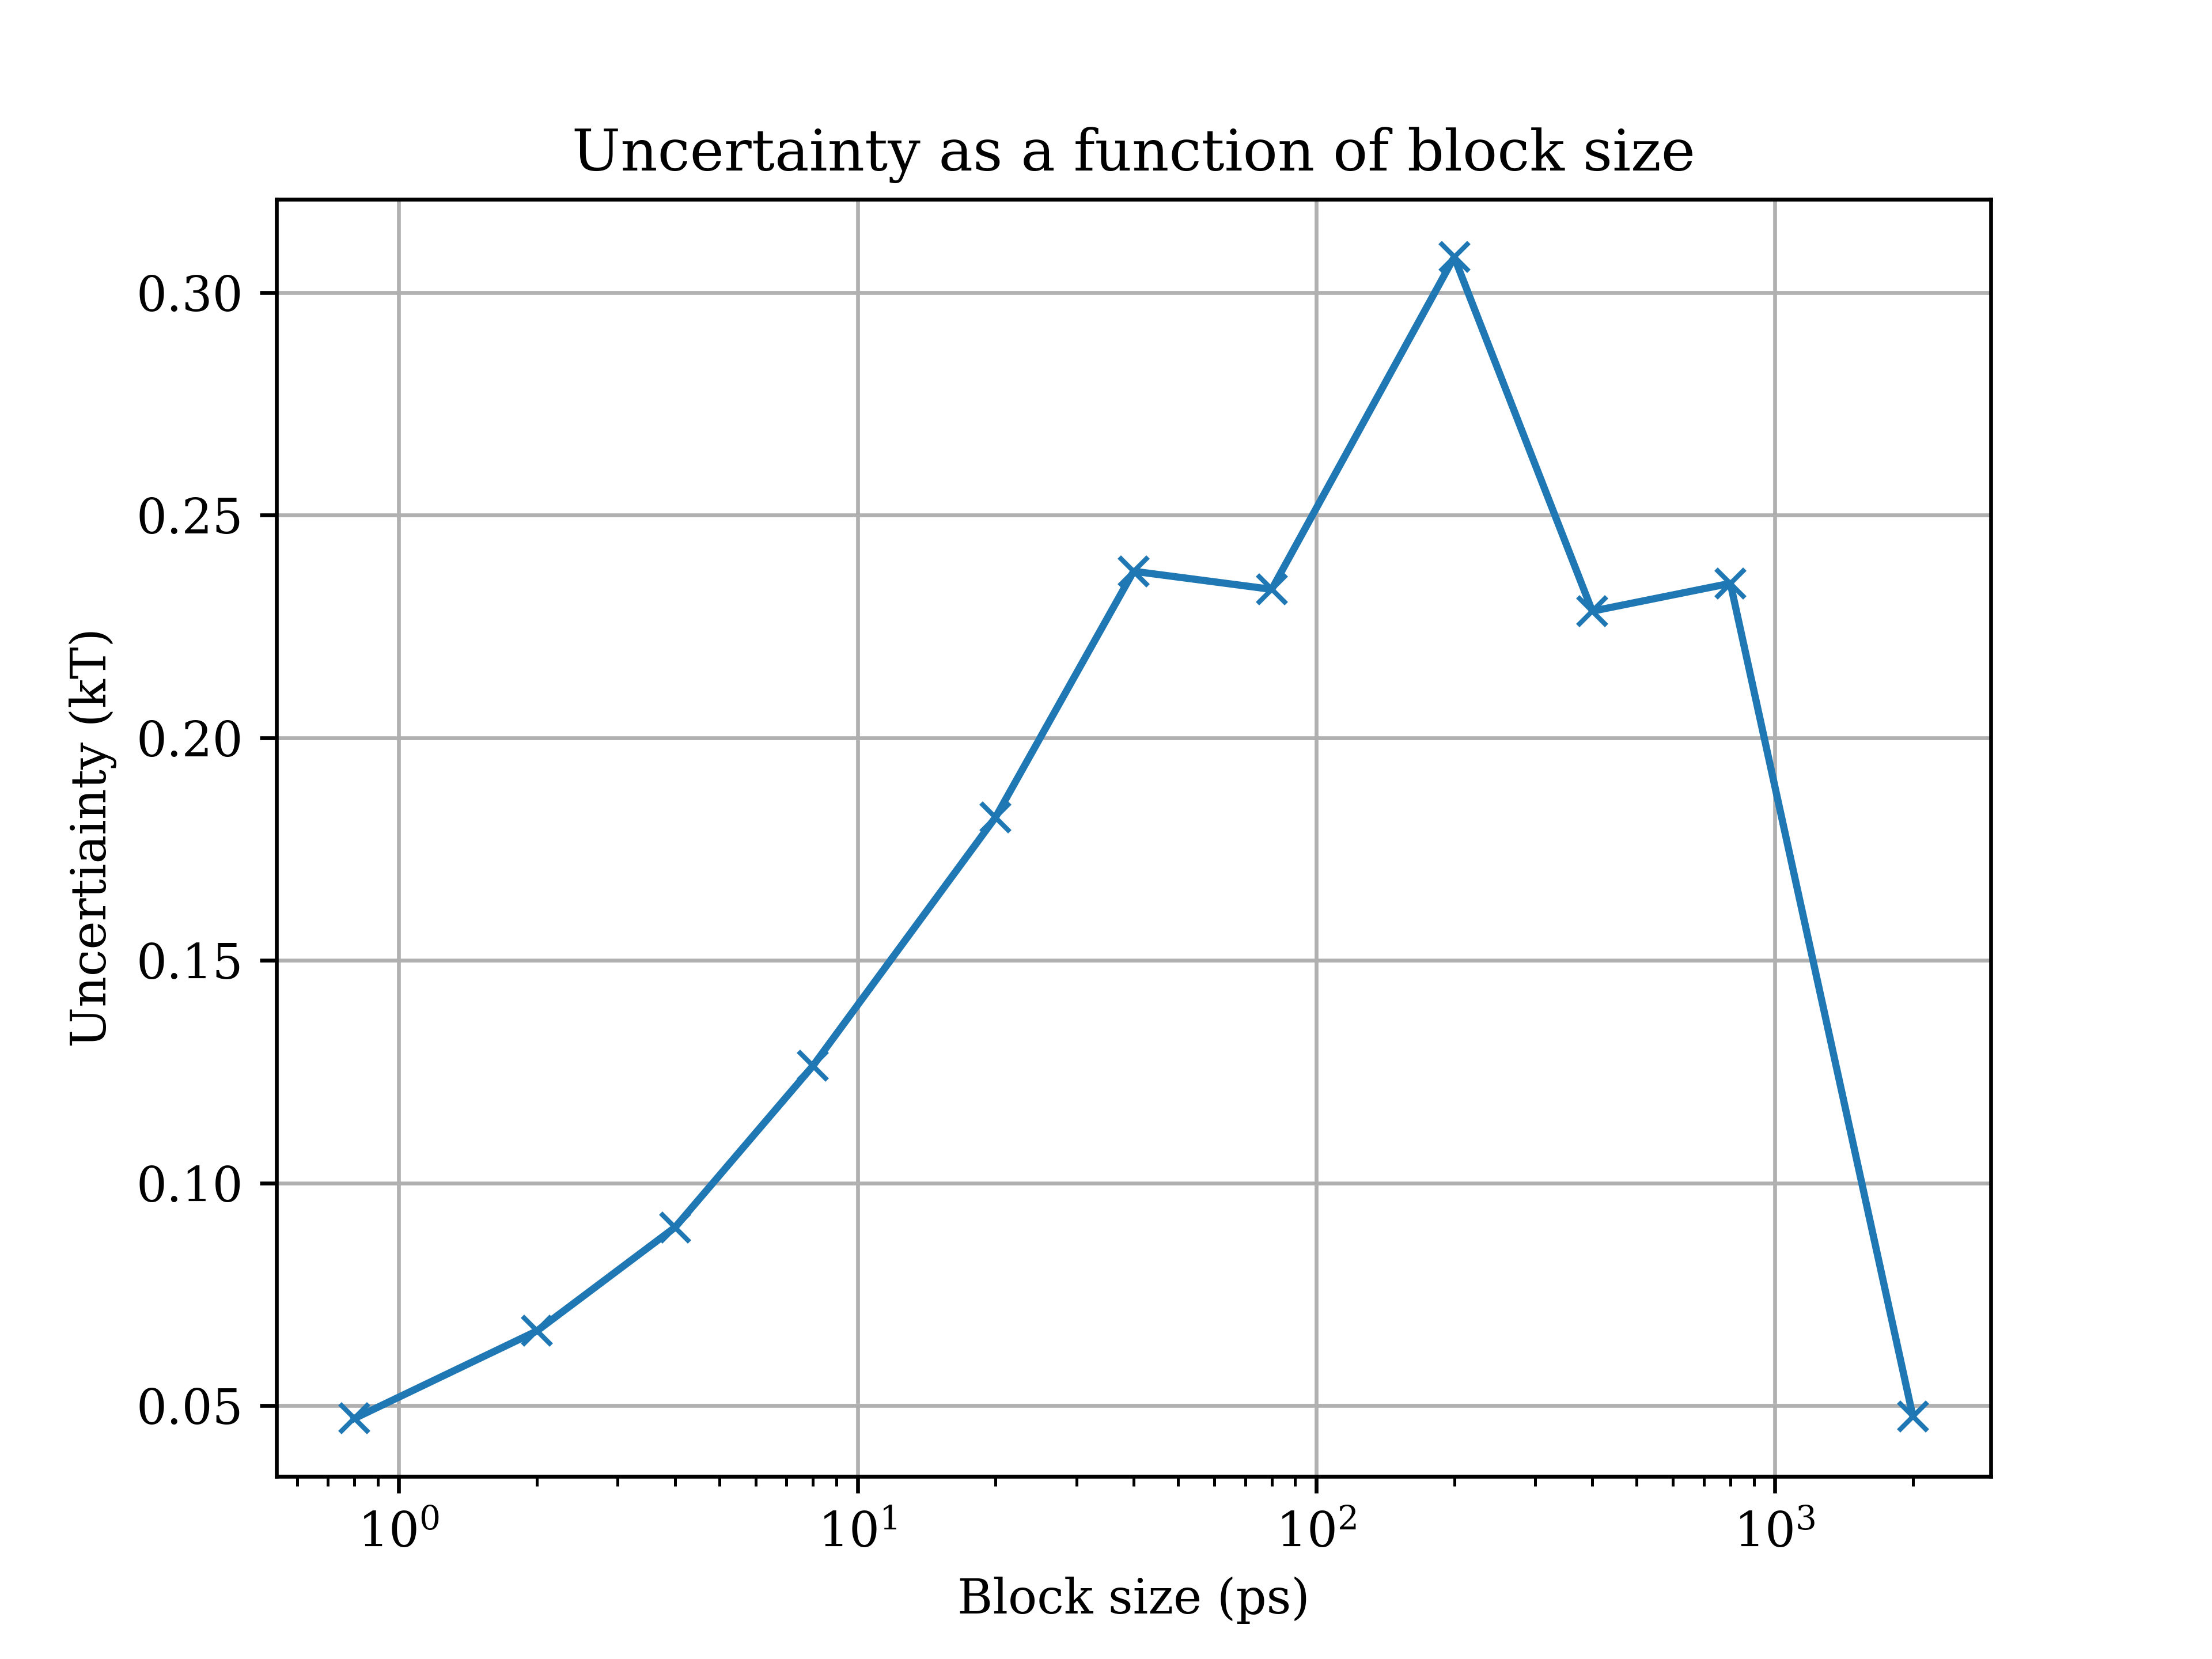 Uncertainty as a function of block size
0.30
0.25
0.20
0.15
0.10
0.05
Uncertiainty (kT)
10⁰ 10¹ 10² 10³
Block size (ps)